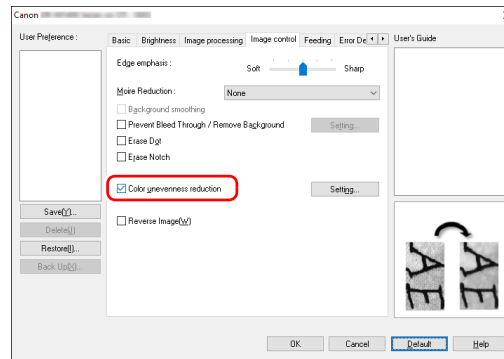 Canon
User Preference :
Basic Brightness Image processing Image control Feeding Error De
User's Guide
Edge emphasis :
Soft Sharp
Moire Reduction :
None
Background smoothing
Prevent Bleed Through / Remove Background
Setting...
Erase Dot
Erase Notch
Color unevenness reduction
Setting...
Reverse Image(W)
Save(Y)...
Delete(J)
Restore(I)...
Back Up(X)...
AE AE
OK Cancel Default Help